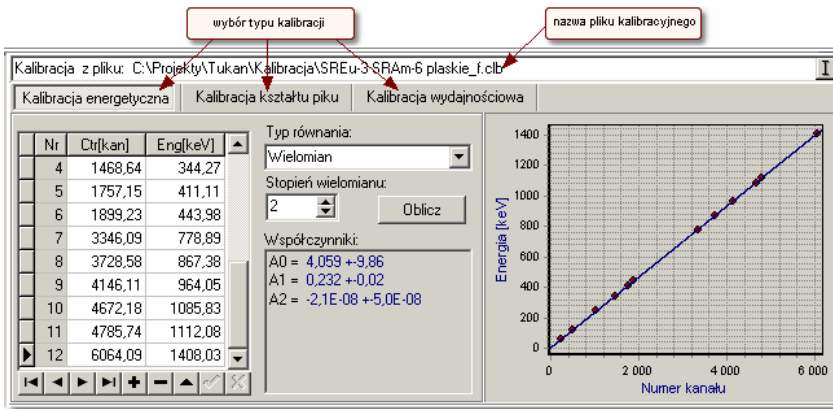 wybór typu kalibracji
nazwa pliku kalibracyjnego
Kalibracja z pliku: C:\Projekty\Tukan\Kalibracja\SREu-3 SRAm-6 plaskie_f.clb
Kalibracja energetyczna
Kalibracja kształtu piku
Kalibracja wydajnościowa
Nr Ctr[kan] Eng[keV]
4 1468,64 344,27
5 1757,15 411,11
6 1899,23 443,98
7 3346,09 778,89
8 3728,58 867,38
9 4146,11 964,05
10 4672,18 1085,83
11 4785,74 1112,08
12 6064,09 1408,03
Typ równania:
Wielomian
Stopień wielomianu:
2
Oblicz
Współczynniki:
A0 = 4,059 +-9,86
A1 = 0,232 +-0,02
A2 = -2,1E-08 +-5,0E-08
Energia [keV]
1400
1200
1000
800
600
400
200
0
0 2 000 4 000 6 000
Numer kanału